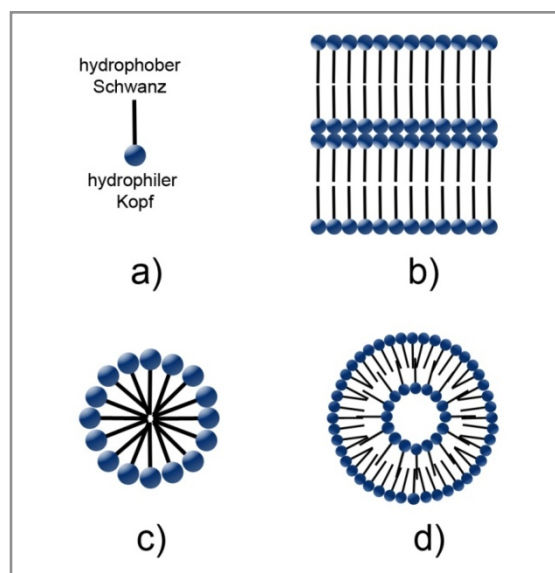 hydrophober
Schwanz
hydrophiler
Kopf
a)
b)
c)
d)